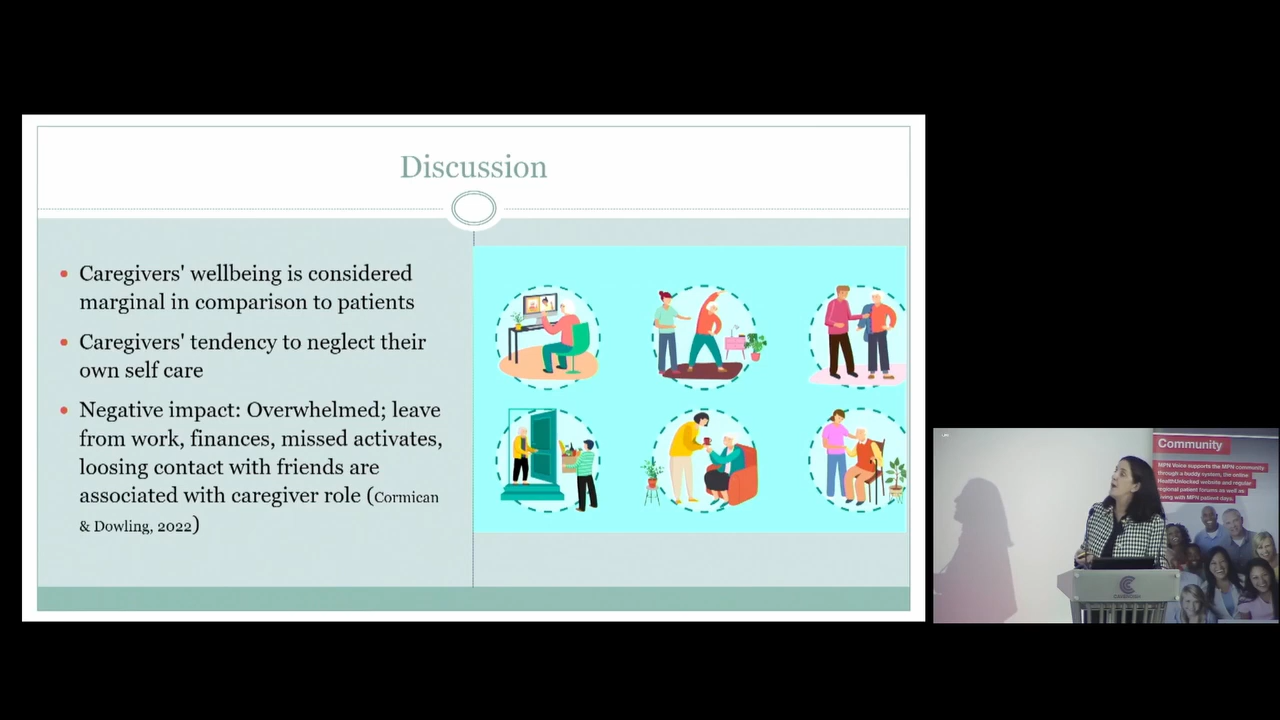 Discussion
Caregivers' wellbeing is considered
marginal in comparison to patients
Caregivers' tendency to neglect their
own self care
Negative impact: Overwhelmed; leave
from work, finances, missed activates,
loosing contact with friends are
associated with caregiver role (Cormican
& Dowling, 2022)
Community
MPN Voice supports the MPN community
through a buddy system, the online
HealthUnlocked website and regular
regional patient forums as well as
living with MPN patient days.